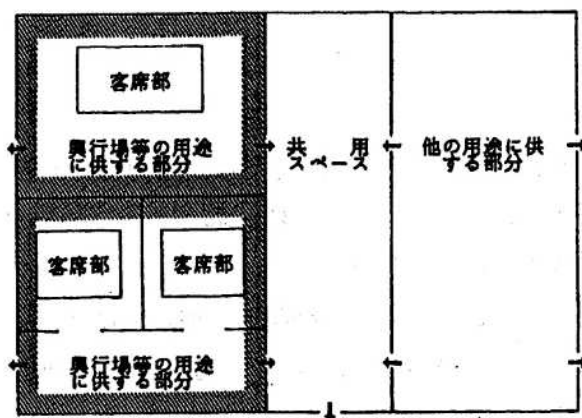 客席部
興行場等の用途
に供する部分
共用
スペース
他の用途に供
する部分
客席部
客席部
興行場等の用途
に供する部分